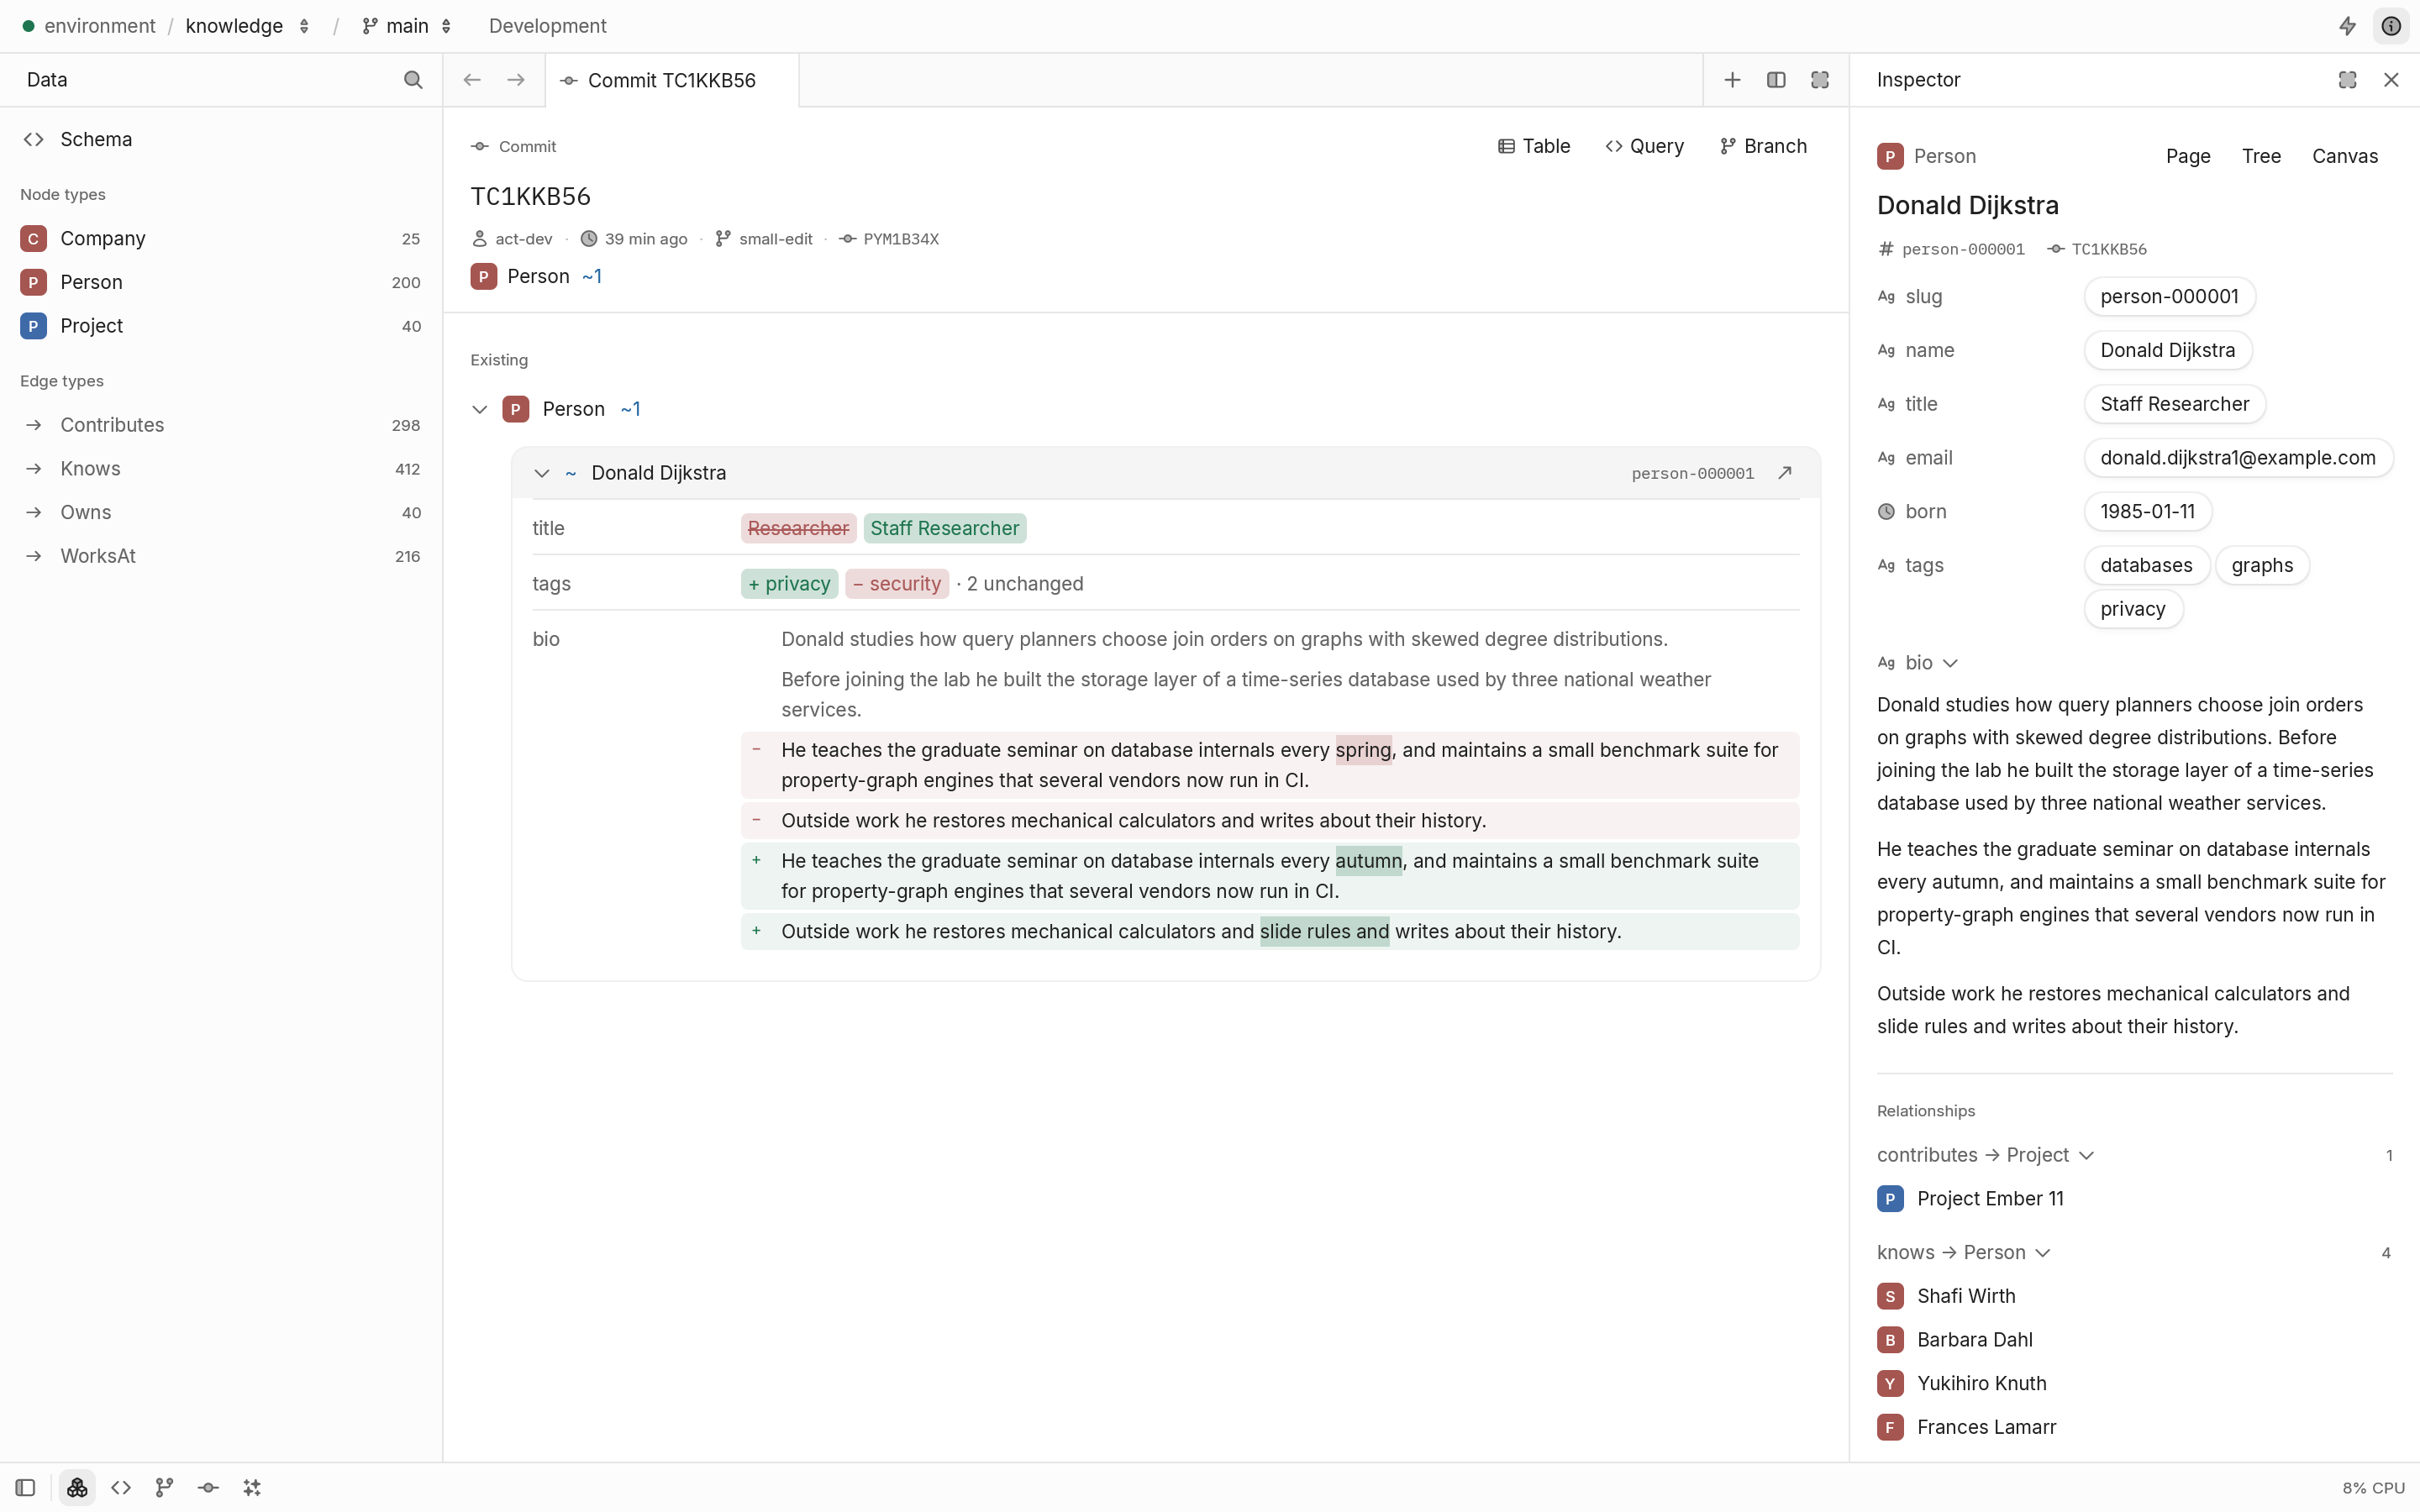 environment / knowledge / main Development
Data
Commit TC1KKB56
Inspector
Schema
Node types
C Company 25
P Person 200
P Project 40
Edge types
Contributes 298
Knows 412
Owns 40
WorksAt 216
Commit
Table Query Branch
TC1KKB56
act-dev · 39 min ago · small-edit · PYM1B34X
P Person ~1
Existing
P Person ~1
~ Donald Dijkstra person-000001
title Researcher Staff Researcher
tags + privacy − security · 2 unchanged
bio Donald studies how query planners choose join orders on graphs with skewed degree distributions.
Before joining the lab he built the storage layer of a time-series database used by three national weather
services.
− He teaches the graduate seminar on database internals every spring, and maintains a small benchmark suite for
property-graph engines that several vendors now run in CI.
− Outside work he restores mechanical calculators and writes about their history.
+ He teaches the graduate seminar on database internals every autumn, and maintains a small benchmark suite
for property-graph engines that several vendors now run in CI.
+ Outside work he restores mechanical calculators and slide rules and writes about their history.
P Person Page Tree Canvas
Donald Dijkstra
# person-000001 TC1KKB56
Ag slug person-000001
Ag name Donald Dijkstra
Ag title Staff Researcher
Ag email donald.dijkstra1@example.com
born 1985-01-11
Ag tags databases graphs
privacy
Ag bio
Donald studies how query planners choose join orders
on graphs with skewed degree distributions. Before
joining the lab he built the storage layer of a time-series
database used by three national weather services.
He teaches the graduate seminar on database internals
every autumn, and maintains a small benchmark suite for
property-graph engines that several vendors now run in
CI.
Outside work he restores mechanical calculators and
slide rules and writes about their history.
Relationships
contributes → Project 1
P Project Ember 11
knows → Person 4
S Shafi Wirth
B Barbara Dahl
Y Yukihiro Knuth
F Frances Lamarr
8% CPU